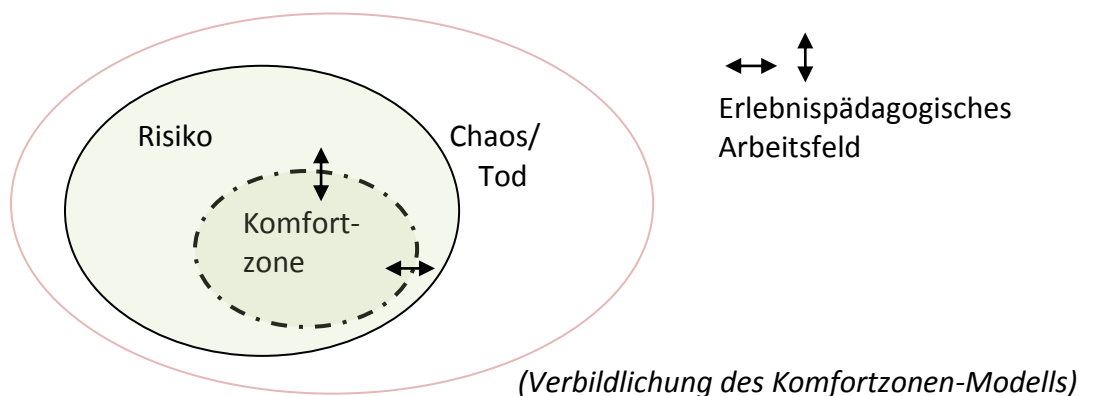 Risiko
Chaos/
Tod
Komfort-
zone
Erlebnispädagogisches
Arbeitsfeld
(Verbildlichung des Komfortzonen-Modells)